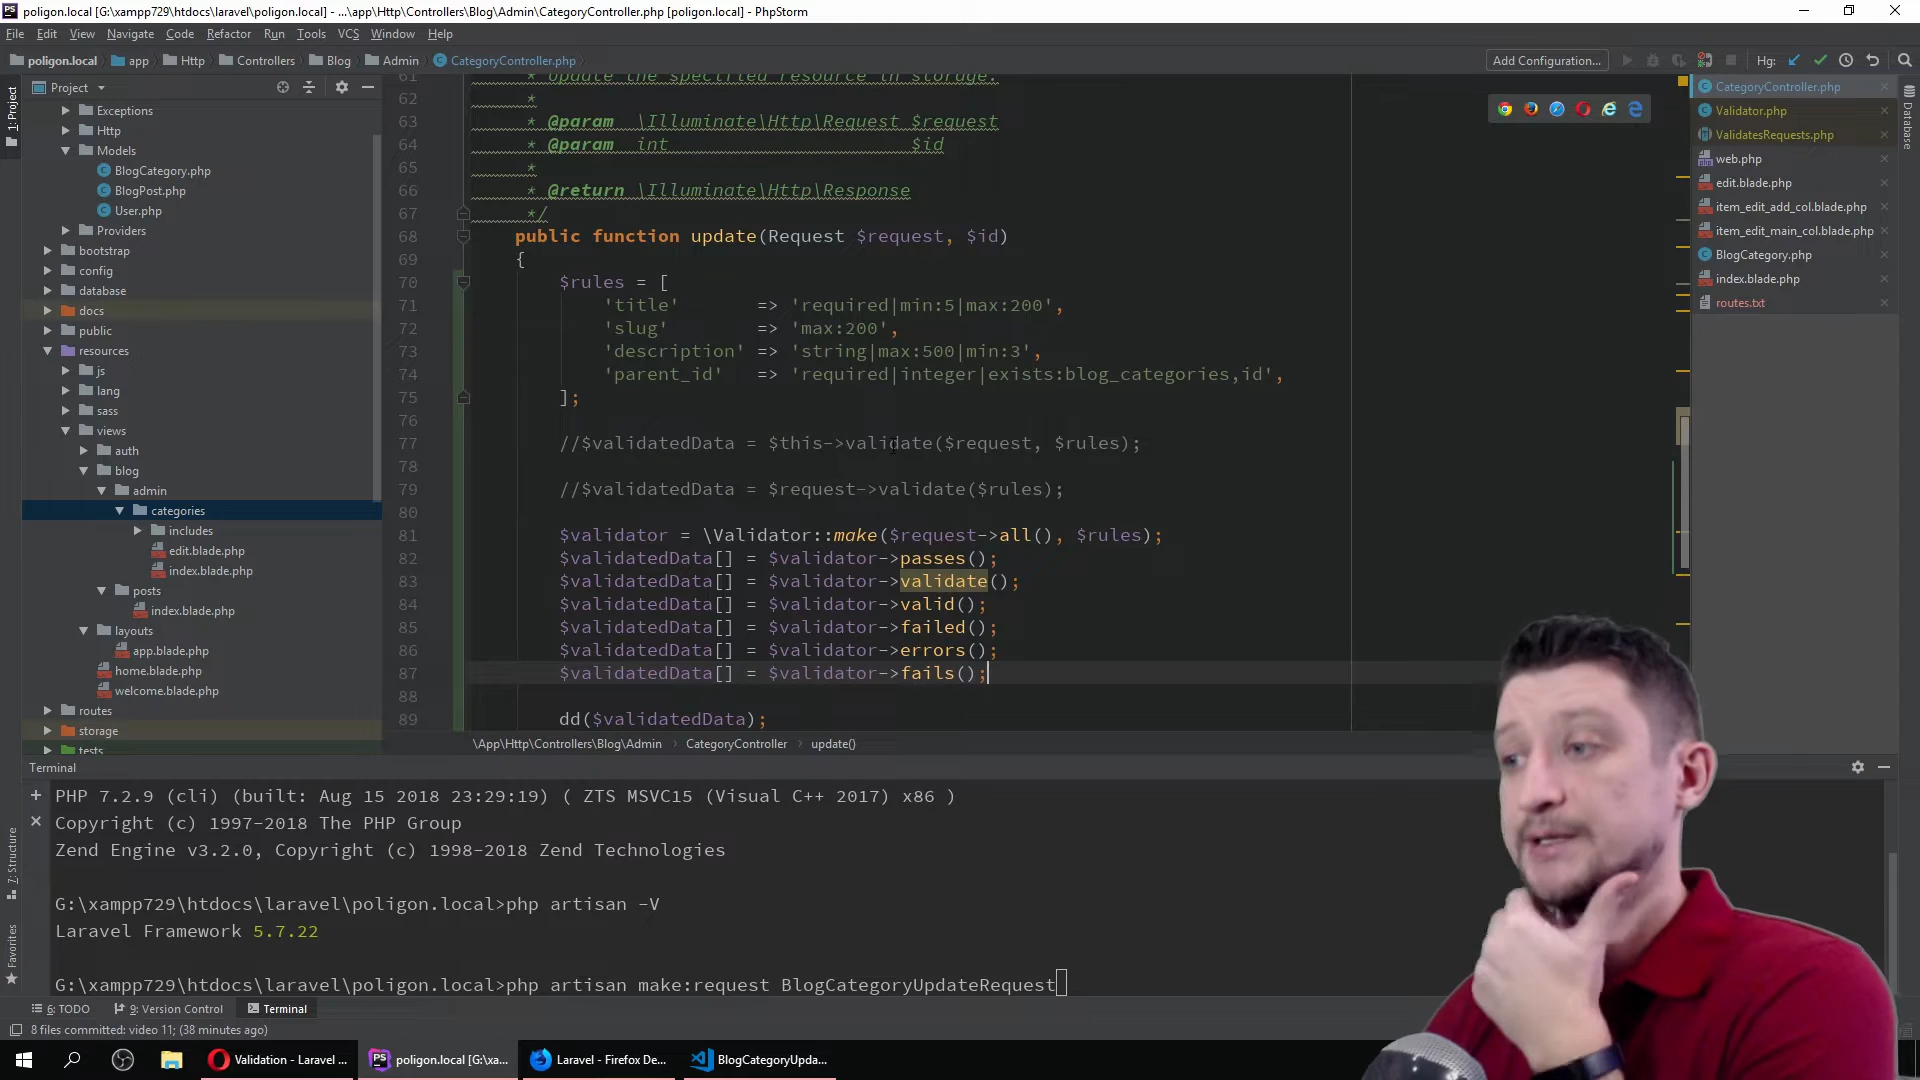 poligon.local [G:\xampp729\htdocs\laravel\poligon.local] - ...\app\Http\Controllers\Blog\Admin\CategoryController.php [poligon.local] - PhpStorm
File Edit View Navigate Code Refactor Run Tools VCS Window Help
poligon.local app Http Controllers Blog Admin CategoryController.php
Add Configuration...
Hg:
1: Project
7: Structure
Favorites
Database
Project
Exceptions
Http
Models
BlogCategory.php
BlogPost.php
User.php
Providers
bootstrap
config
database
docs
public
resources
js
lang
sass
views
auth
blog
admin
categories
includes
edit.blade.php
index.blade.php
posts
index.blade.php
layouts
app.blade.php
home.blade.php
welcome.blade.php
routes
storage
tests
61 * Update the specified resource in storage.
62 *
63 * @param \Illuminate\Http\Request $request
64 * @param int $id
65 *
66 * @return \Illuminate\Http\Response
67 */
68 public function update(Request $request, $id)
69 {
70 $rules = [
71 'title' => 'required|min:5|max:200',
72 'slug' => 'max:200',
73 'description' => 'string|max:500|min:3',
74 'parent_id' => 'required|integer|exists:blog_categories,id',
75 ];
76
77 //$validatedData = $this->validate($request, $rules);
78
79 //$validatedData = $request->validate($rules);
80
81 $validator = \Validator::make($request->all(), $rules);
82 $validatedData[] = $validator->passes();
83 $validatedData[] = $validator->validate();
84 $validatedData[] = $validator->valid();
85 $validatedData[] = $validator->failed();
86 $validatedData[] = $validator->errors();
87 $validatedData[] = $validator->fails();
88
89 dd($validatedData);
\App\Http\Controllers\Blog\Admin › CategoryController › update()
CategoryController.php
Validator.php
ValidatesRequests.php
web.php
edit.blade.php
item_edit_add_col.blade.php
item_edit_main_col.blade.php
BlogCategory.php
index.blade.php
routes.txt
Terminal
PHP 7.2.9 (cli) (built: Aug 15 2018 23:29:19) ( ZTS MSVC15 (Visual C++ 2017) x86 )
Copyright (c) 1997-2018 The PHP Group
Zend Engine v3.2.0, Copyright (c) 1998-2018 Zend Technologies
G:\xampp729\htdocs\laravel\poligon.local>php artisan -V
Laravel Framework 5.7.22
G:\xampp729\htdocs\laravel\poligon.local>php artisan make:request BlogCategoryUpdateRequest
6: TODO 9: Version Control Terminal
8 files committed: video 11; (38 minutes ago)
Validation - Laravel ...
poligon.local [G:\xa...
Laravel - Firefox De...
BlogCategoryUpda...